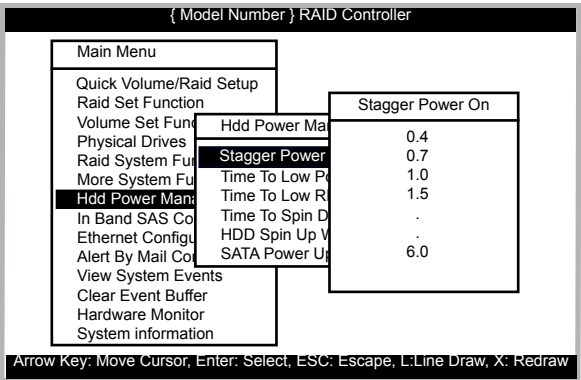 { Model Number } RAID Controller
Main Menu
Quick Volume/Raid Setup
Raid Set Function
Volume Set Func
Physical Drives
Raid System Fun
More System Fu
Hdd Power Mana
In Band SAS Co
Ethernet Configu
Alert By Mail Con
View System Events
Clear Event Buffer
Hardware Monitor
System information
Hdd Power Mar
Stagger Power
Time To Low Po
Time To Low R
Time To Spin D
HDD Spin Up W
SATA Power Up
Stagger Power On
0.4
0.7
1.0
1.5
.
.
6.0
Arrow Key: Move Cursor, Enter: Select, ESC: Escape, L:Line Draw, X: Redraw